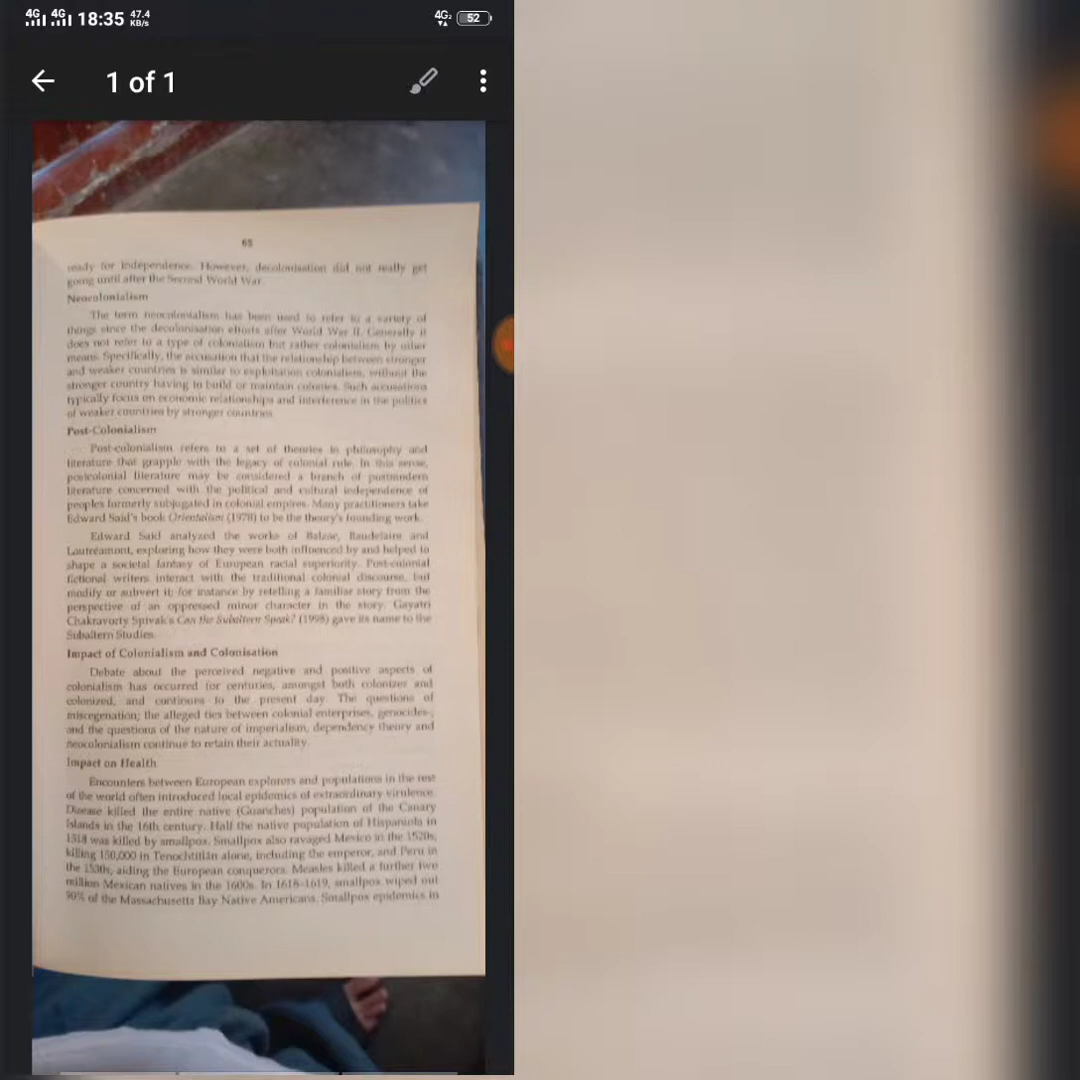 4G 4G 18:35 47.4 KB/s 4G2 52
1 of 1
65
ready for independence. However, decolonisation did not really get
going until after the Second World War.
Neocolonialism
The term neocolonialism has been used to refer to a variety of
things since the decolonisation efforts after World War II. Generally it
does not refer to a type of colonialism but rather colonialism by other
means. Specifically, the accusation that the relationship between stronger
and weaker countries is similar to exploitation colonialism, without the
stronger country having to build or maintain colonies. Such accusations
typically focus on economic relationships and interference in the politics
of weaker countries by stronger countries.
Post-Colonialism
Post-colonialism refers to a set of theories in philosophy and
literature that grapple with the legacy of colonial rule. In this sense,
postcolonial literature may be considered a branch of postmodern
literature concerned with the political and cultural independence of
peoples formerly subjugated in colonial empires. Many practitioners take
Edward Said's book Orientalism (1978) to be the theory's founding work.
Edward Said analyzed the works of Balzac, Baudelaire and
Lautréamont, exploring how they were both influenced by and helped to
shape a societal fantasy of European racial superiority. Post-colonial
fictional writers interact with the traditional colonial discourse, but
modify or subvert it; for instance by retelling a familiar story from the
perspective of an oppressed minor character in the story. Gayatri
Chakravorty Spivak's Can the Subaltern Speak? (1998) gave its name to the
Subaltern Studies.
Impact of Colonialism and Colonisation
Debate about the perceived negative and positive aspects of
colonialism has occurred for centuries, amongst both colonizer and
colonized, and continues to the present day. The questions of
miscegenation; the alleged ties between colonial enterprises, genocides-,
and the questions of the nature of imperialism, dependency theory and
neocolonialism continue to retain their actuality.
Impact on Health
Encounters between European explorers and populations in the rest
of the world often introduced local epidemics of extraordinary virulence.
Disease killed the entire native (Guanches) population of the Canary
Islands in the 16th century. Half the native population of Hispaniola in
1518 was killed by smallpox. Smallpox also ravaged Mexico in the 1520s,
killing 150,000 in Tenochtitlán alone, including the emperor, and Peru in
the 1530s, aiding the European conquerors. Measles killed a further two
million Mexican natives in the 1600s. In 1618–1619, smallpox wiped out
90% of the Massachusetts Bay Native Americans. Smallpox epidemics in